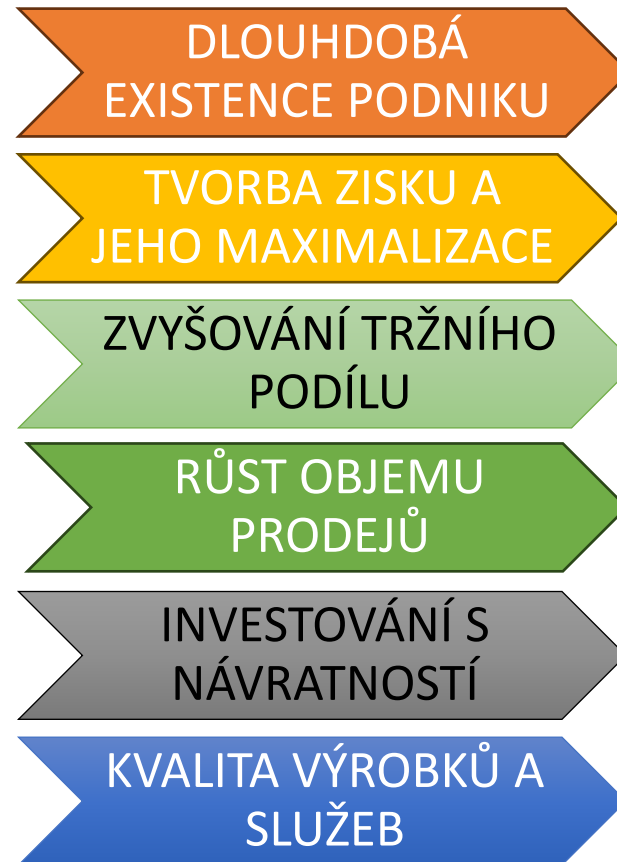 DLOUHDOBÁ
EXISTENCE PODNIKU
TVORBA ZISKU A
JEHO MAXIMALIZACE
ZVYŠOVÁNÍ TRŽNÍHO
PODÍLU
RŮST OBJEMU
PRODEJŮ
INVESTOVÁNÍ S
NÁVRATNOSTÍ
KVALITA VÝROBKŮ A
SLUŽEB